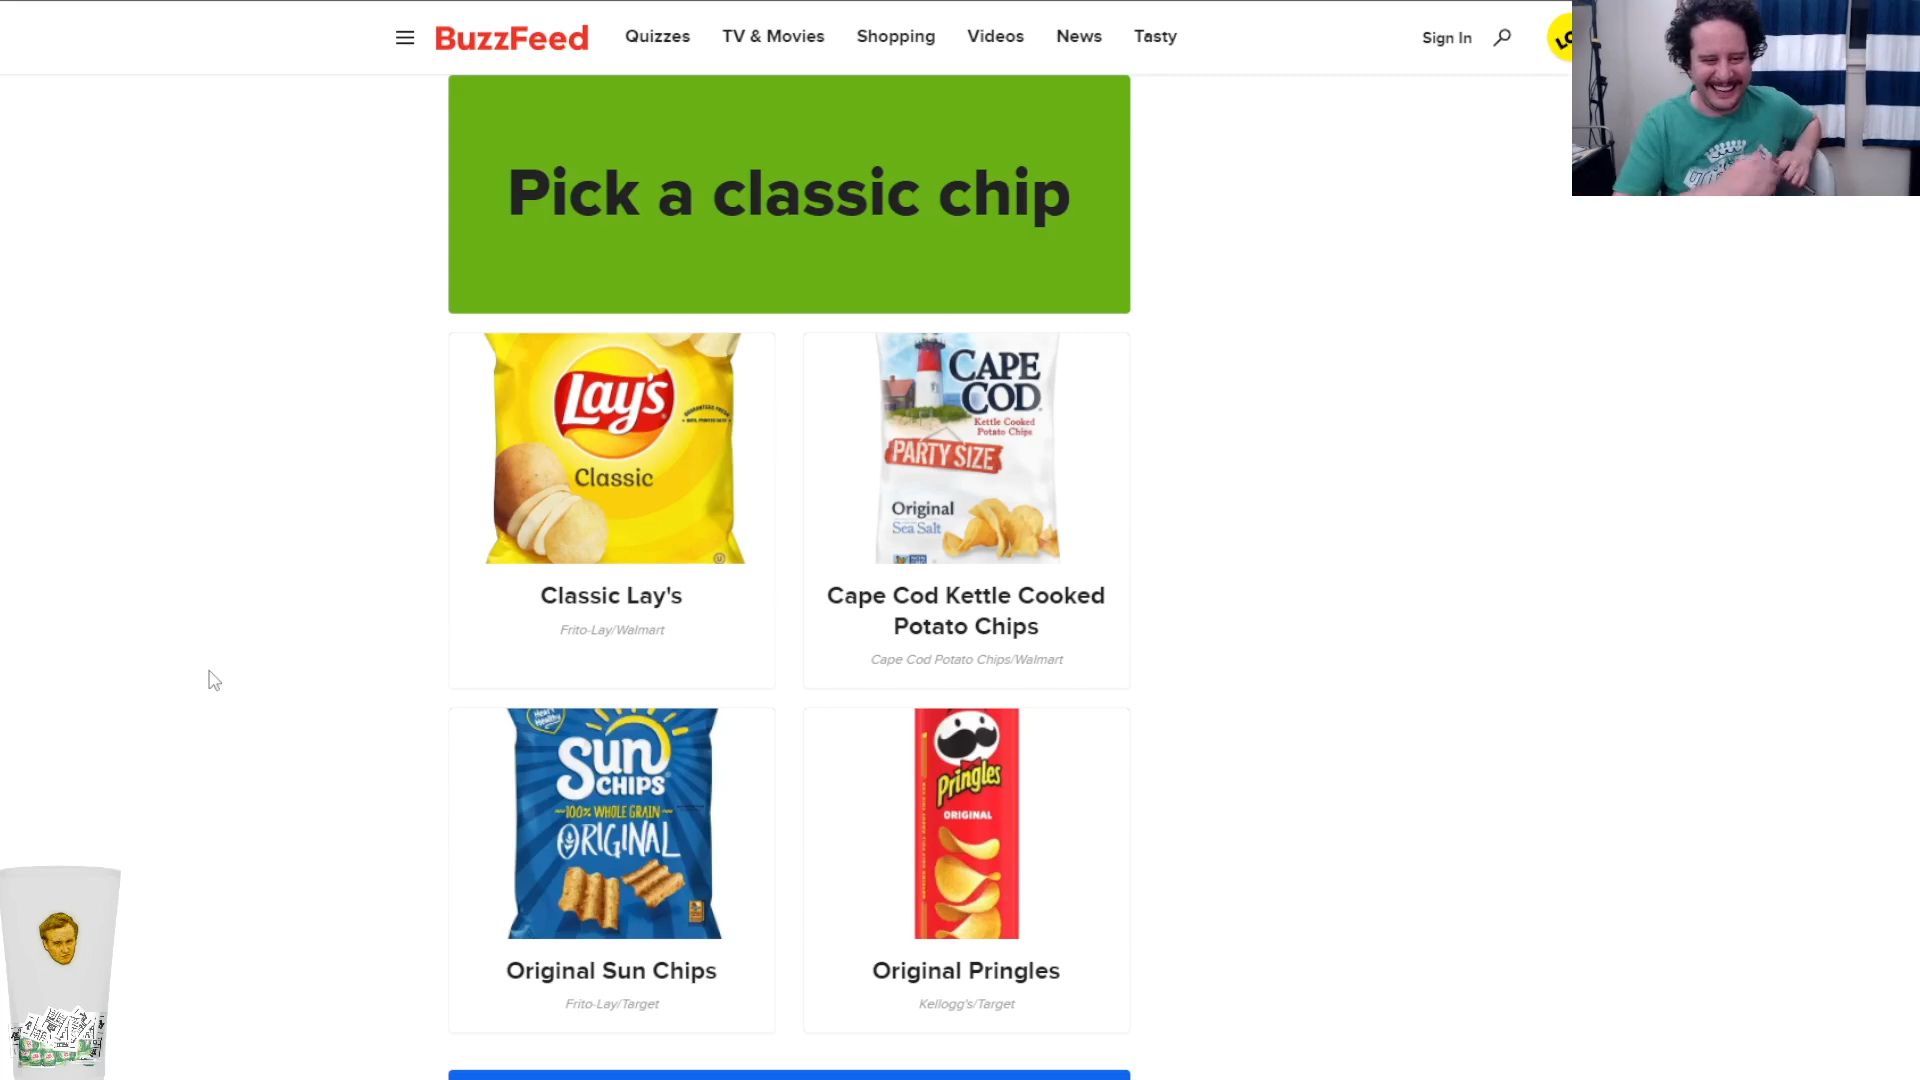 BuzzFeed
Quizzes
TV & Movies
Shopping
Videos
News
Tasty
Sign In
LO
Pick a classic chip
Lay's
Classic
CAPE
COD
Kettle Cooked
Potato Chips
PARTY SIZE
Original
Sea Salt
Classic Lay's
Frito-Lay/Walmart
Cape Cod Kettle Cooked
Potato Chips
Cape Cod Potato Chips/Walmart
Heart
Healthy
Sun
CHIPS
100% WHOLE GRAIN
ORIGINAL
Pringles
ORIGINAL
Original Sun Chips
Frito-Lay/Target
Original Pringles
Kellogg's/Target